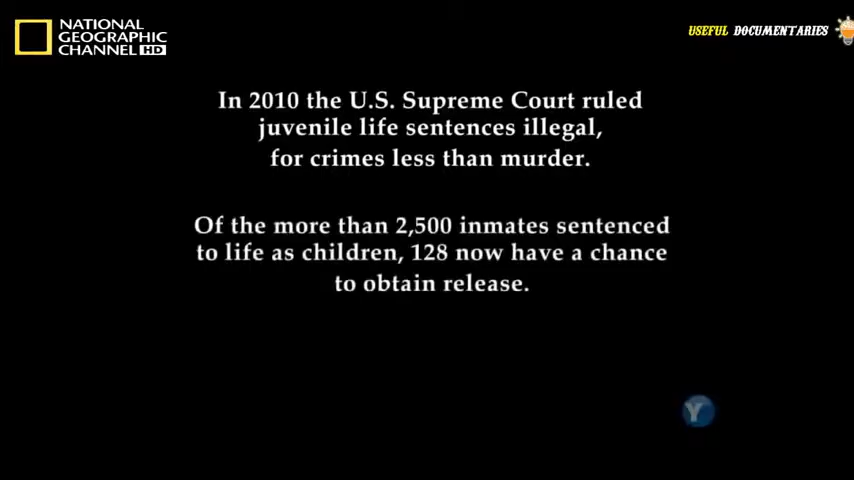 NATIONAL
GEOGRAPHIC
CHANNEL HD
USEFUL DOCUMENTARIES
In 2010 the U.S. Supreme Court ruled
juvenile life sentences illegal,
for crimes less than murder.
Of the more than 2,500 inmates sentenced
to life as children, 128 now have a chance
to obtain release.
Y